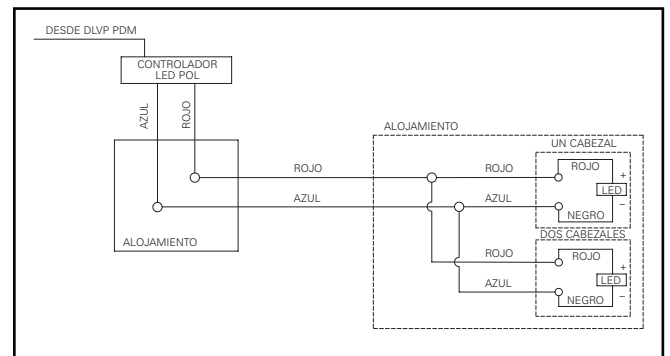 DESDE DLVP PDM
CONTROLADOR
LED POL
AZUL
ROJO
ALOJAMIENTO
ALOJAMIENTO
UN CABEZAL
ROJO
ROJO
ROJO
+
LED
AZUL
AZUL
–
NEGRO
DOS CABEZALES
ROJO
ROJO
+
LED
AZUL
–
NEGRO